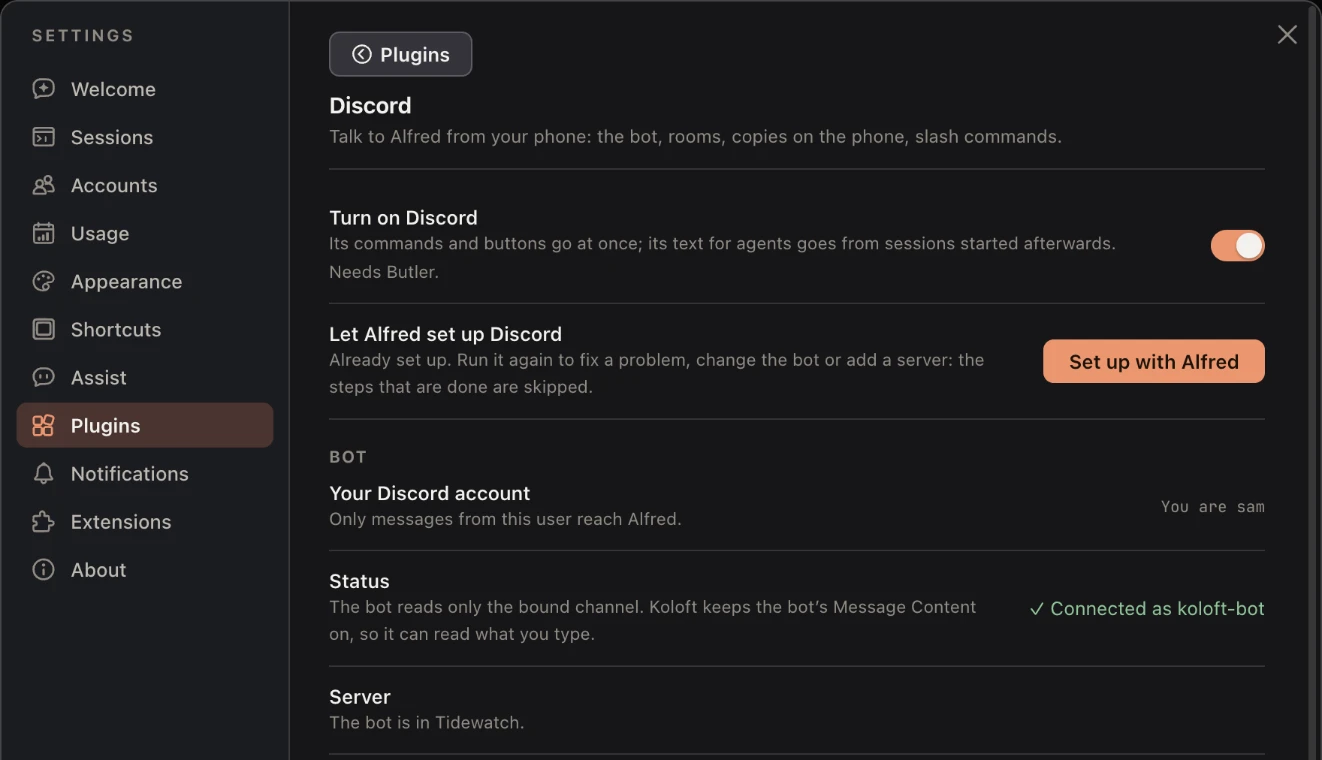 SETTINGS
Welcome
Sessions
Accounts
Usage
Appearance
Shortcuts
Assist
Plugins
Notifications
Extensions
About
Plugins
Discord
Talk to Alfred from your phone: the bot, rooms, copies on the phone, slash commands.
Turn on Discord
Its commands and buttons go at once; its text for agents goes from sessions started afterwards.
Needs Butler.
Let Alfred set up Discord
Already set up. Run it again to fix a problem, change the bot or add a server: the
steps that are done are skipped.
Set up with Alfred
BOT
Your Discord account
Only messages from this user reach Alfred.
You are sam
Status
The bot reads only the bound channel. Koloft keeps the bot’s Message Content
on, so it can read what you type.
✓ Connected as koloft-bot
Server
The bot is in Tidewatch.